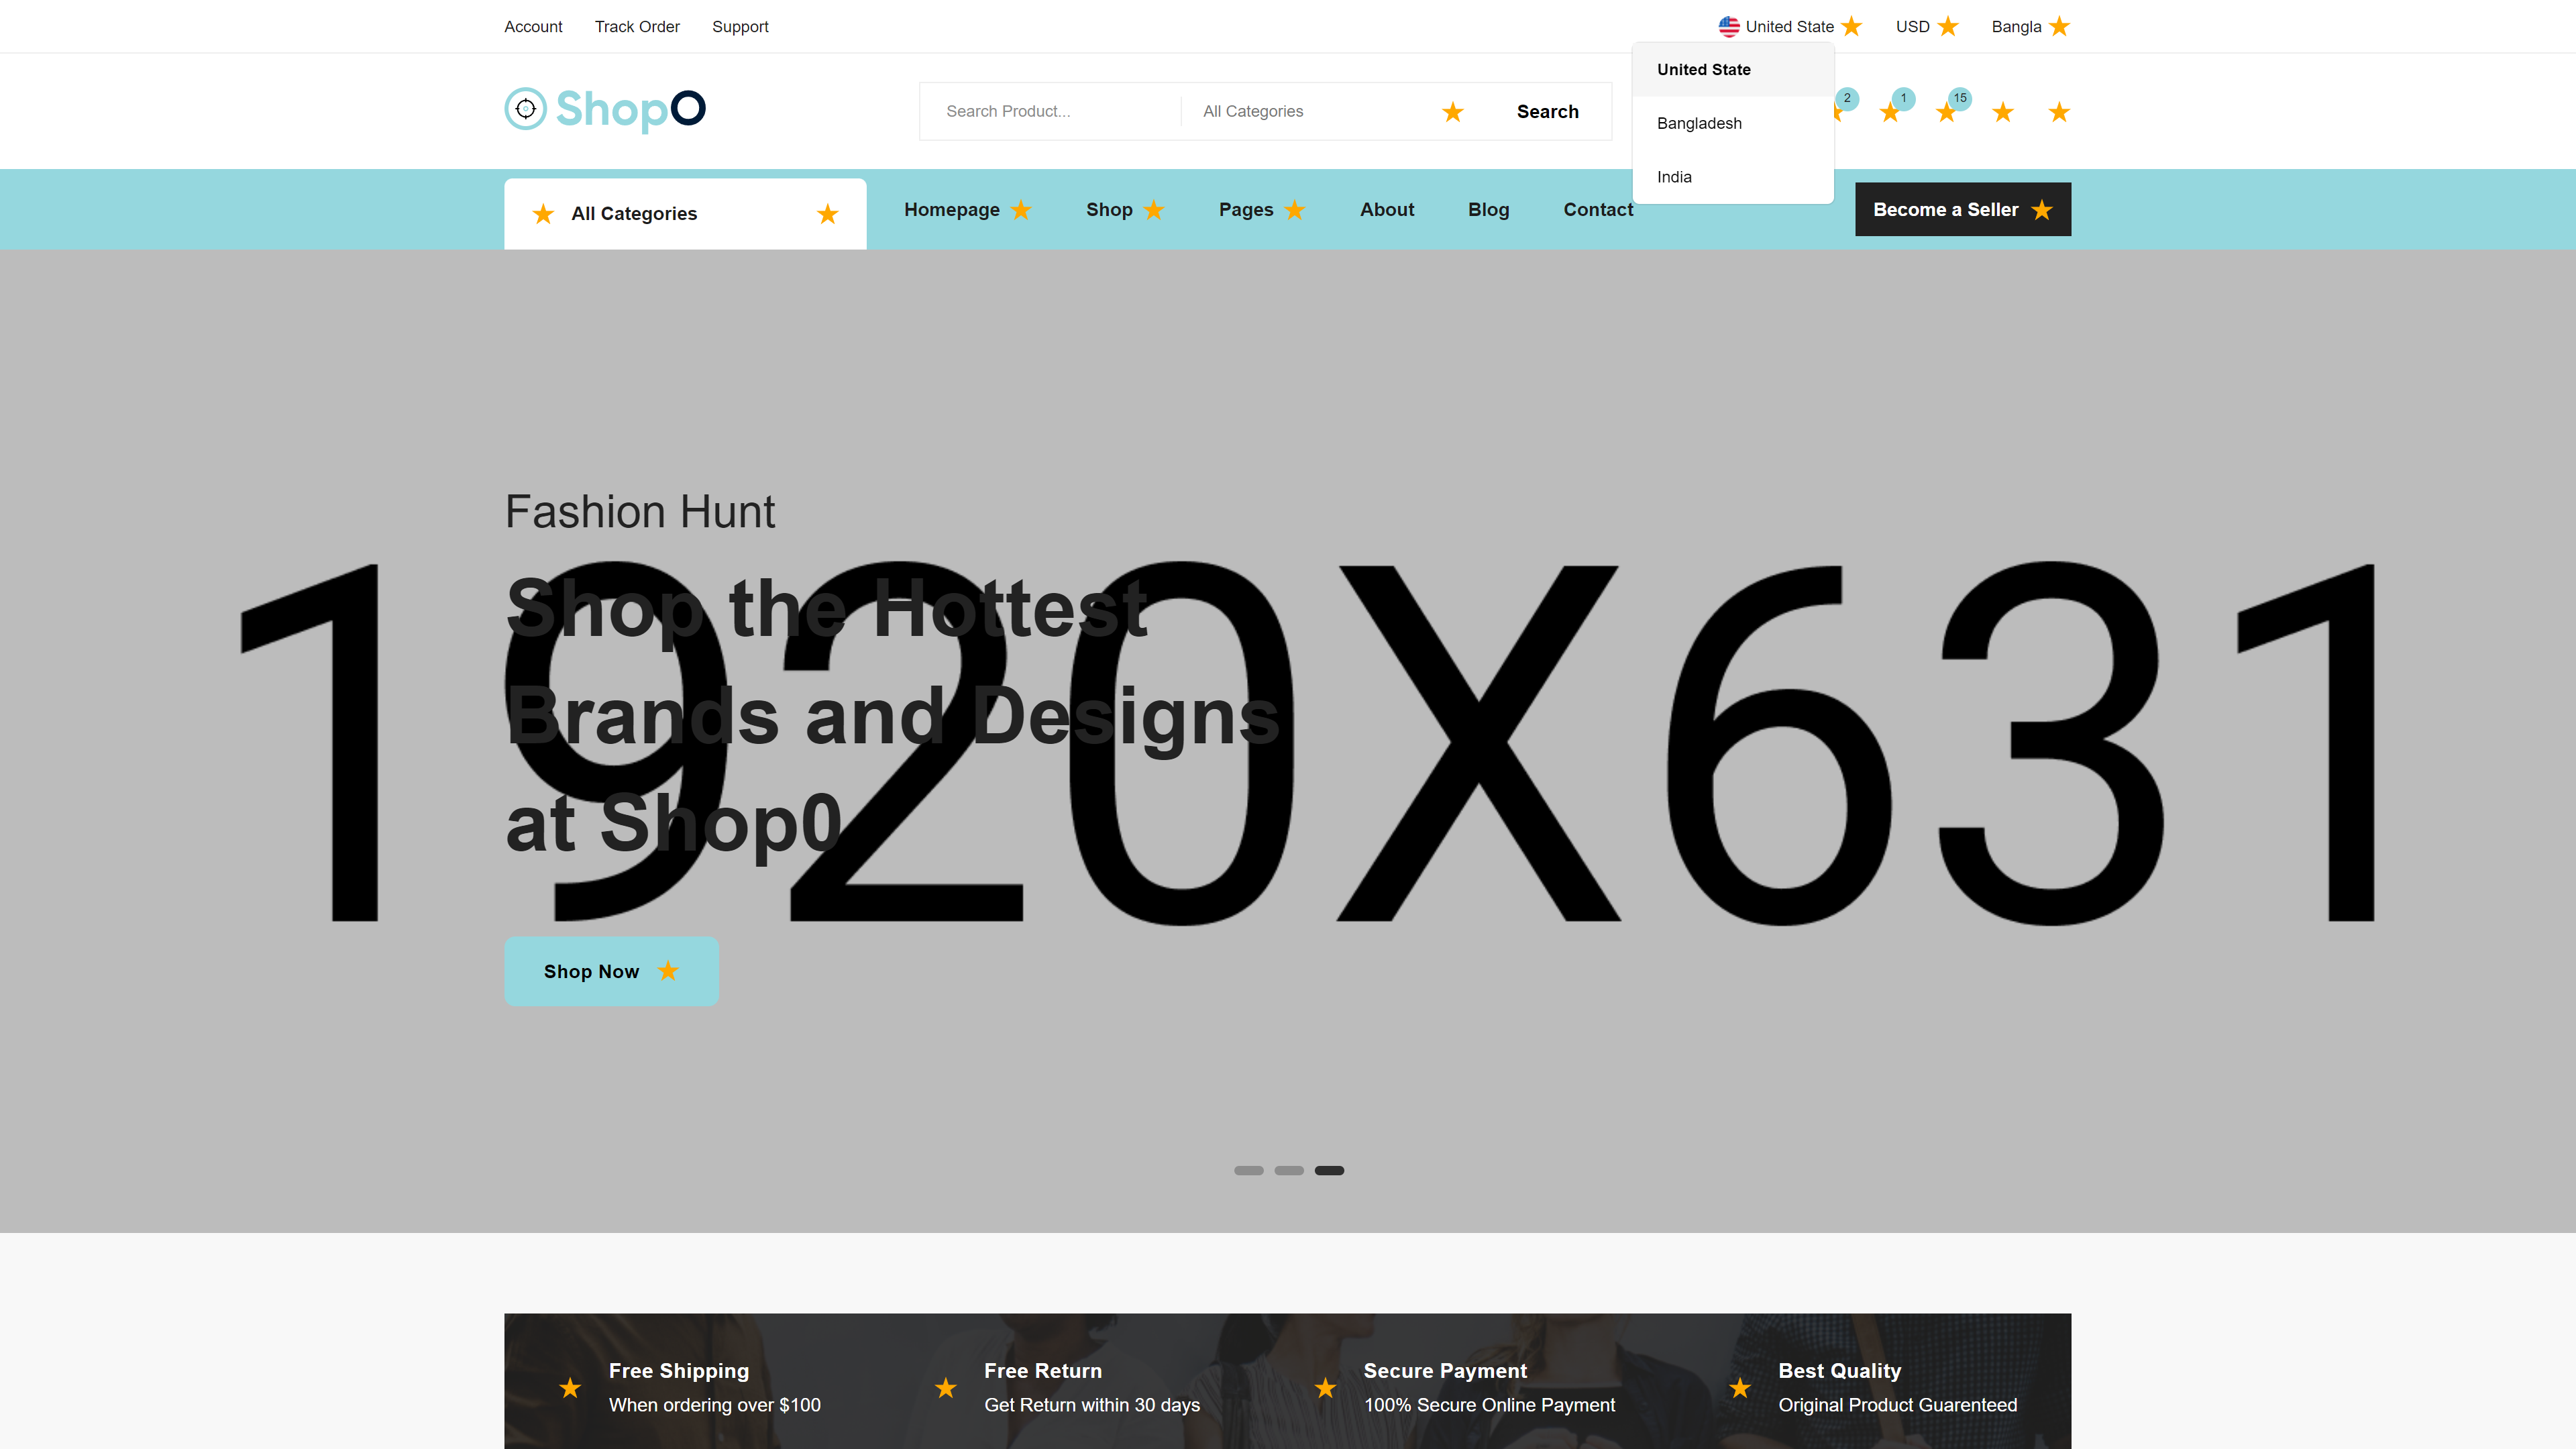 Account Track Order Support United State USD Bangla
United State
Bangladesh
India
ShopO
Search Product... All Categories Search
2 1 15
All Categories Homepage Shop Pages About Blog Contact Become a Seller
Fashion Hunt
1920X631
Shop the Hottest
Brands and Designs
at Shop0
Shop Now
Free Shipping
When ordering over $100
Free Return
Get Return within 30 days
Secure Payment
100% Secure Online Payment
Best Quality
Original Product Guarenteed